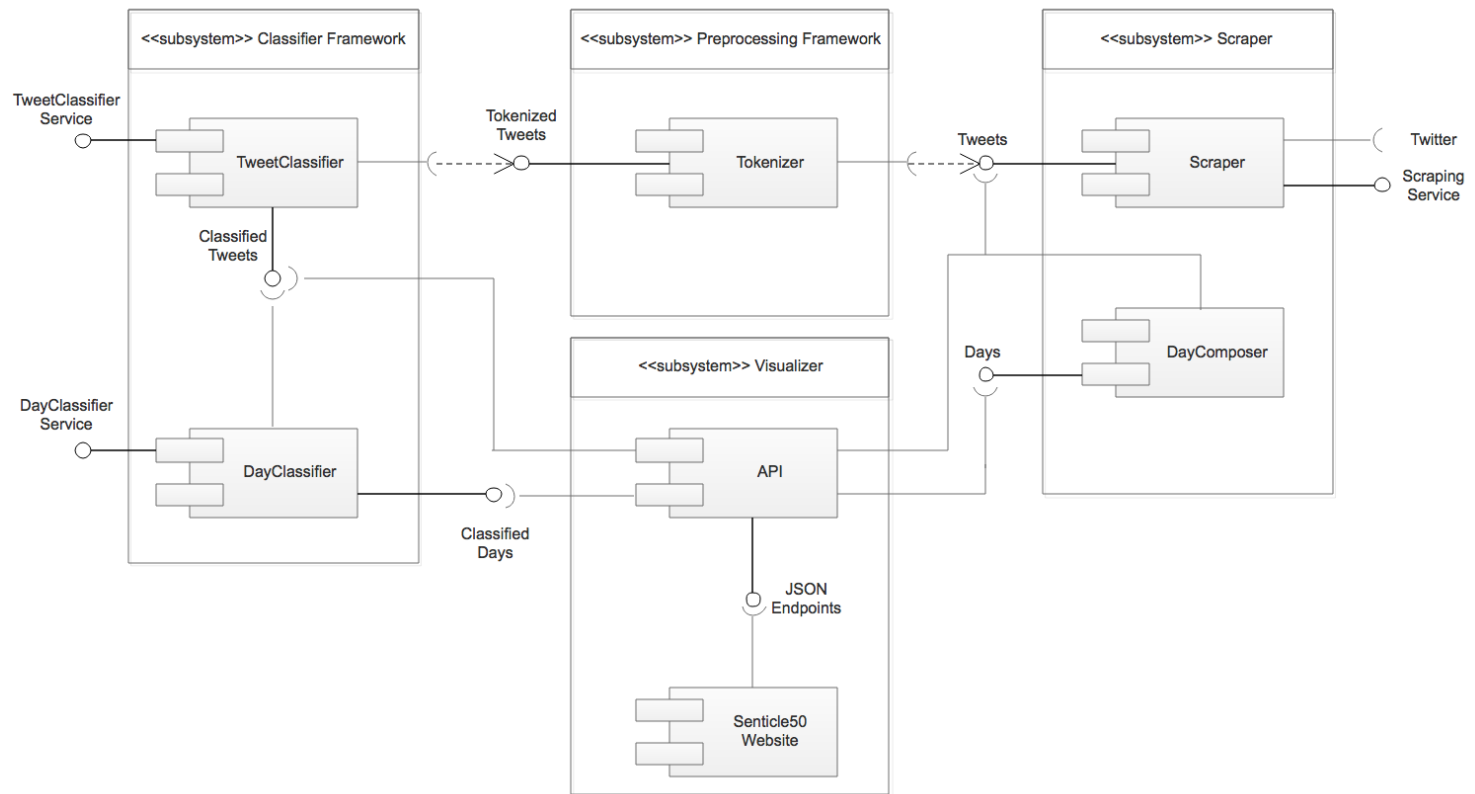 <<subsystem>> Classifier Framework
<<subsystem>> Preprocessing Framework
<<subsystem>> Scraper
TweetClassifier
Service
TweetClassifier
Tokenized
Tweets
Tokenizer
Tweets
Scraper
Twitter
Scraping
Service
Classified
Tweets
<<subsystem>> Visualizer
Days
DayComposer
DayClassifier
Service
DayClassifier
API
Classified
Days
JSON
Endpoints
Senticle50
Website